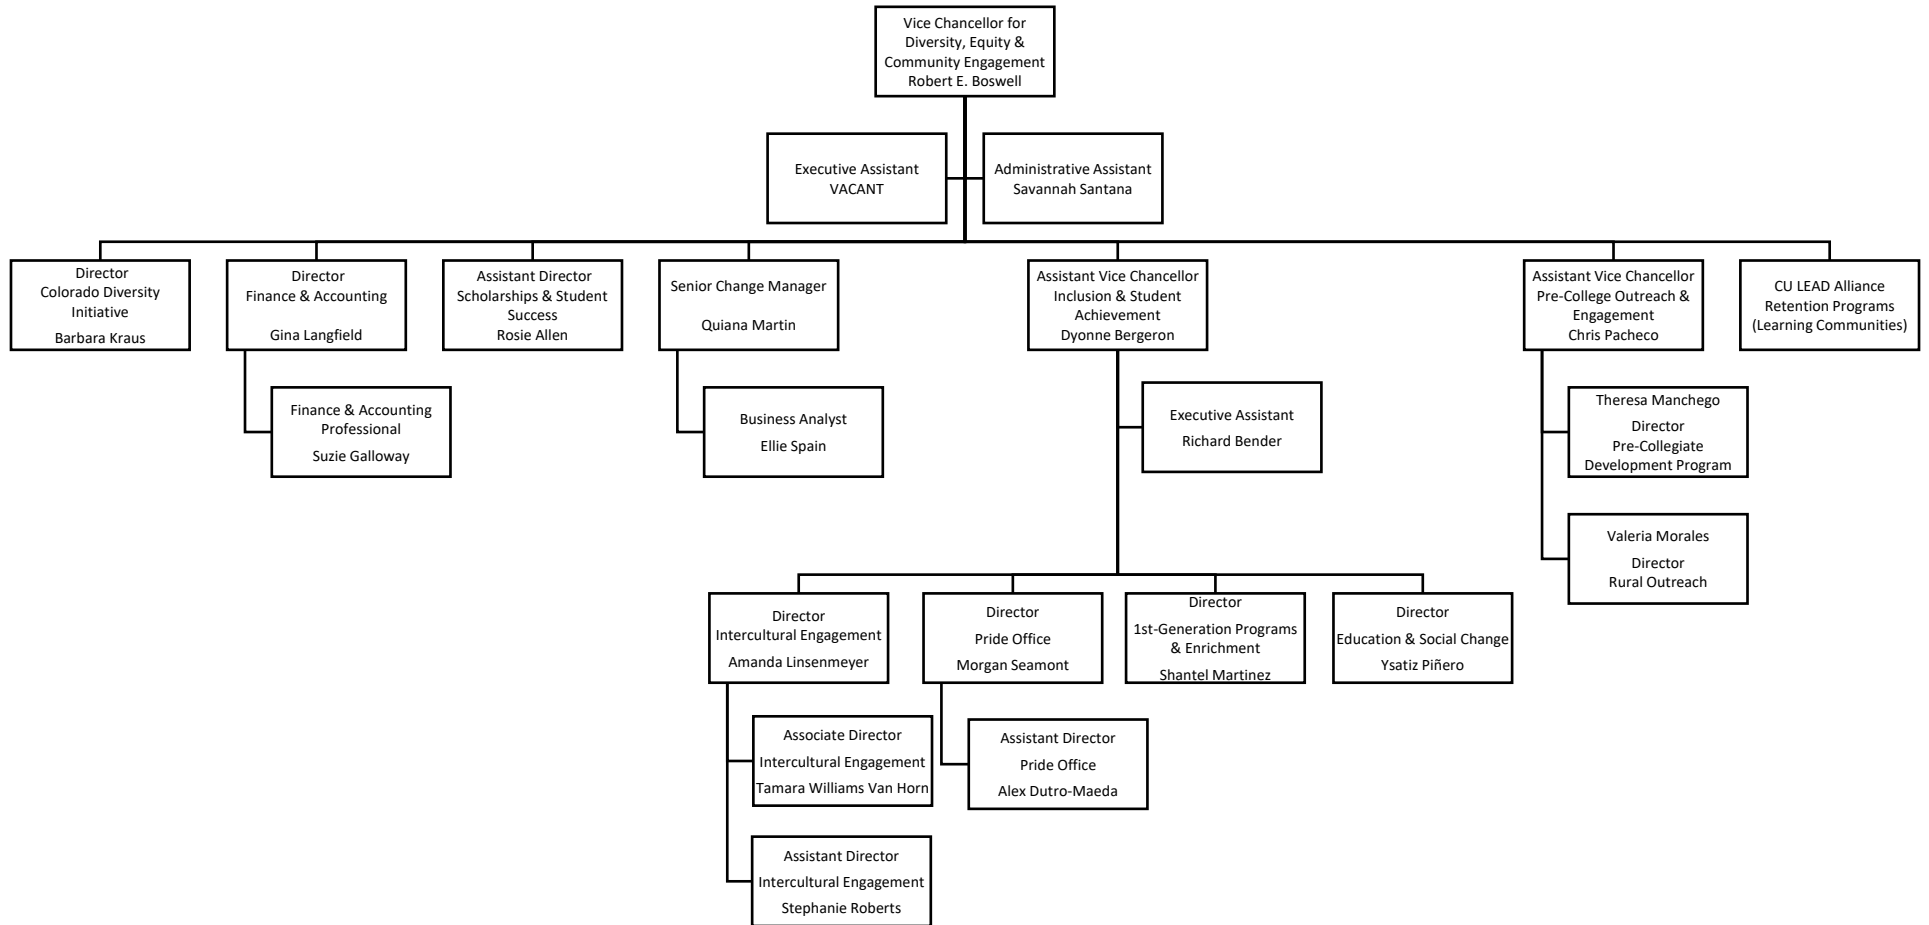 Vice Chancellor for
Diversity, Equity &
Community Engagement
Robert E. Boswell
Executive Assistant
VACANT
Administrative Assistant
Savannah Santana
Director
Colorado Diversity
Initiative
Barbara Kraus
Director
Finance & Accounting
Gina Langfield
Assistant Director
Scholarships & Student
Success
Rosie Allen
Senior Change Manager
Quiana Martin
Assistant Vice Chancellor
Inclusion & Student
Achievement
Dyonne Bergeron
Assistant Vice Chancellor
Pre-College Outreach &
Engagement
Chris Pacheco
CU LEAD Alliance
Retention Programs
(Learning Communities)
Finance & Accounting
Professional
Suzie Galloway
Business Analyst
Ellie Spain
Executive Assistant
Richard Bender
Theresa Manchego
Director
Pre-Collegiate
Development Program
Valeria Morales
Director
Rural Outreach
Director
Intercultural Engagement
Amanda Linsenmeyer
Director
Pride Office
Morgan Seamont
Director
1st-Generation Programs
& Enrichment
Shantel Martinez
Director
Education & Social Change
Ysatiz Piñero
Associate Director
Intercultural Engagement
Tamara Williams Van Horn
Assistant Director
Pride Office
Alex Dutro-Maeda
Assistant Director
Intercultural Engagement
Stephanie Roberts